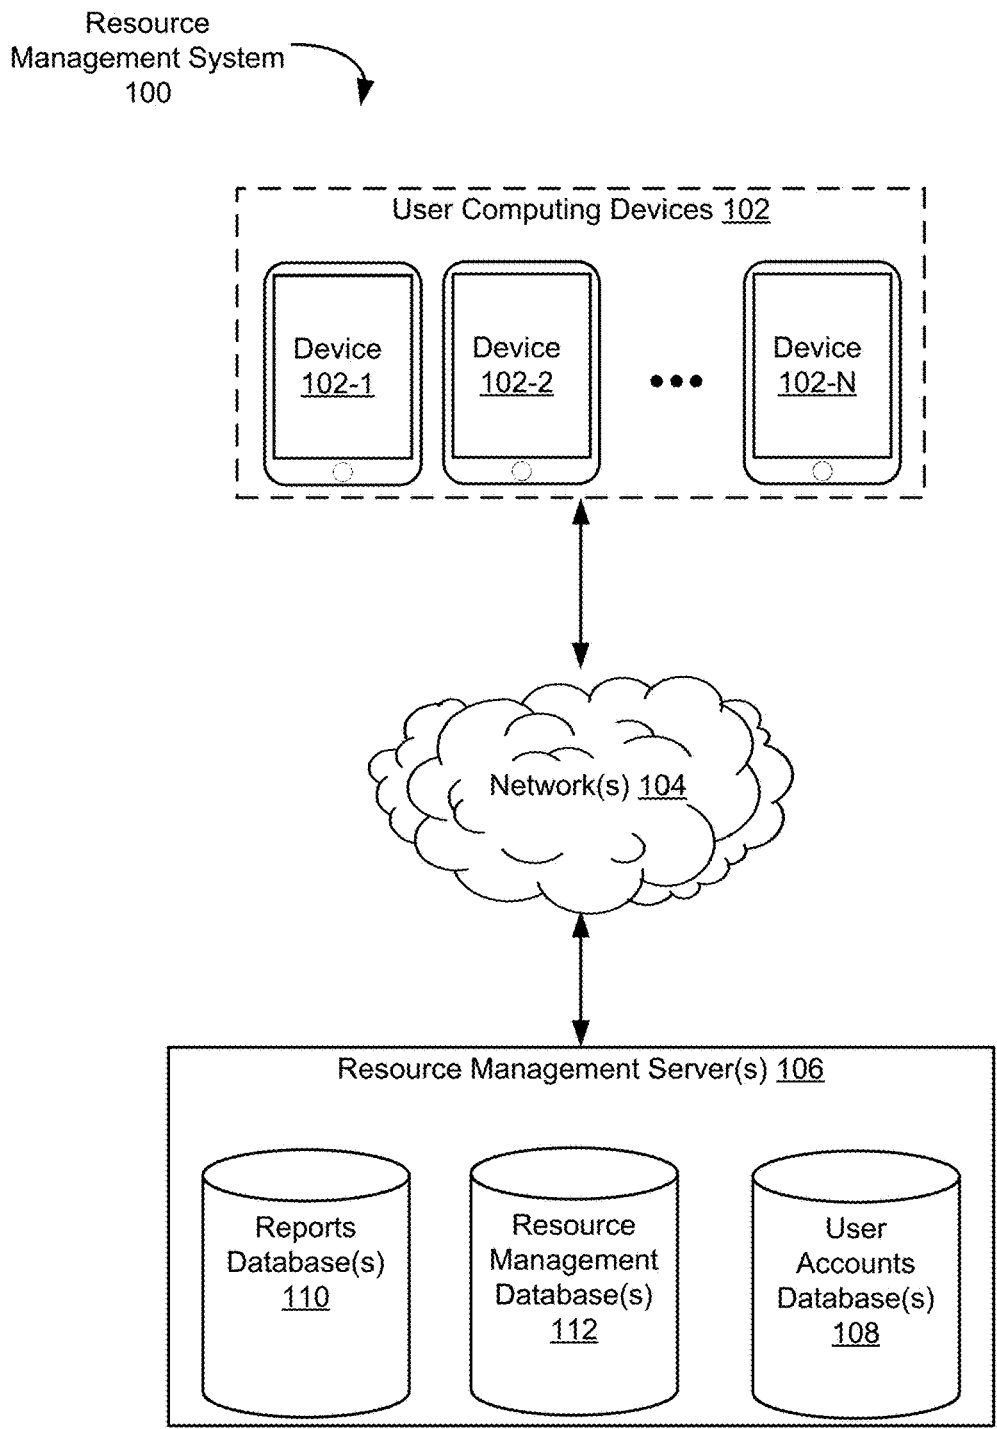 Resource
Management System
100
User Computing Devices 102
Device
102-1
Device
102-2
Device
102-N
Network(s) 104
Resource Management Server(s) 106
Reports
Database(s)
110
Resource
Management
Database(s)
112
User
Accounts
Database(s)
108